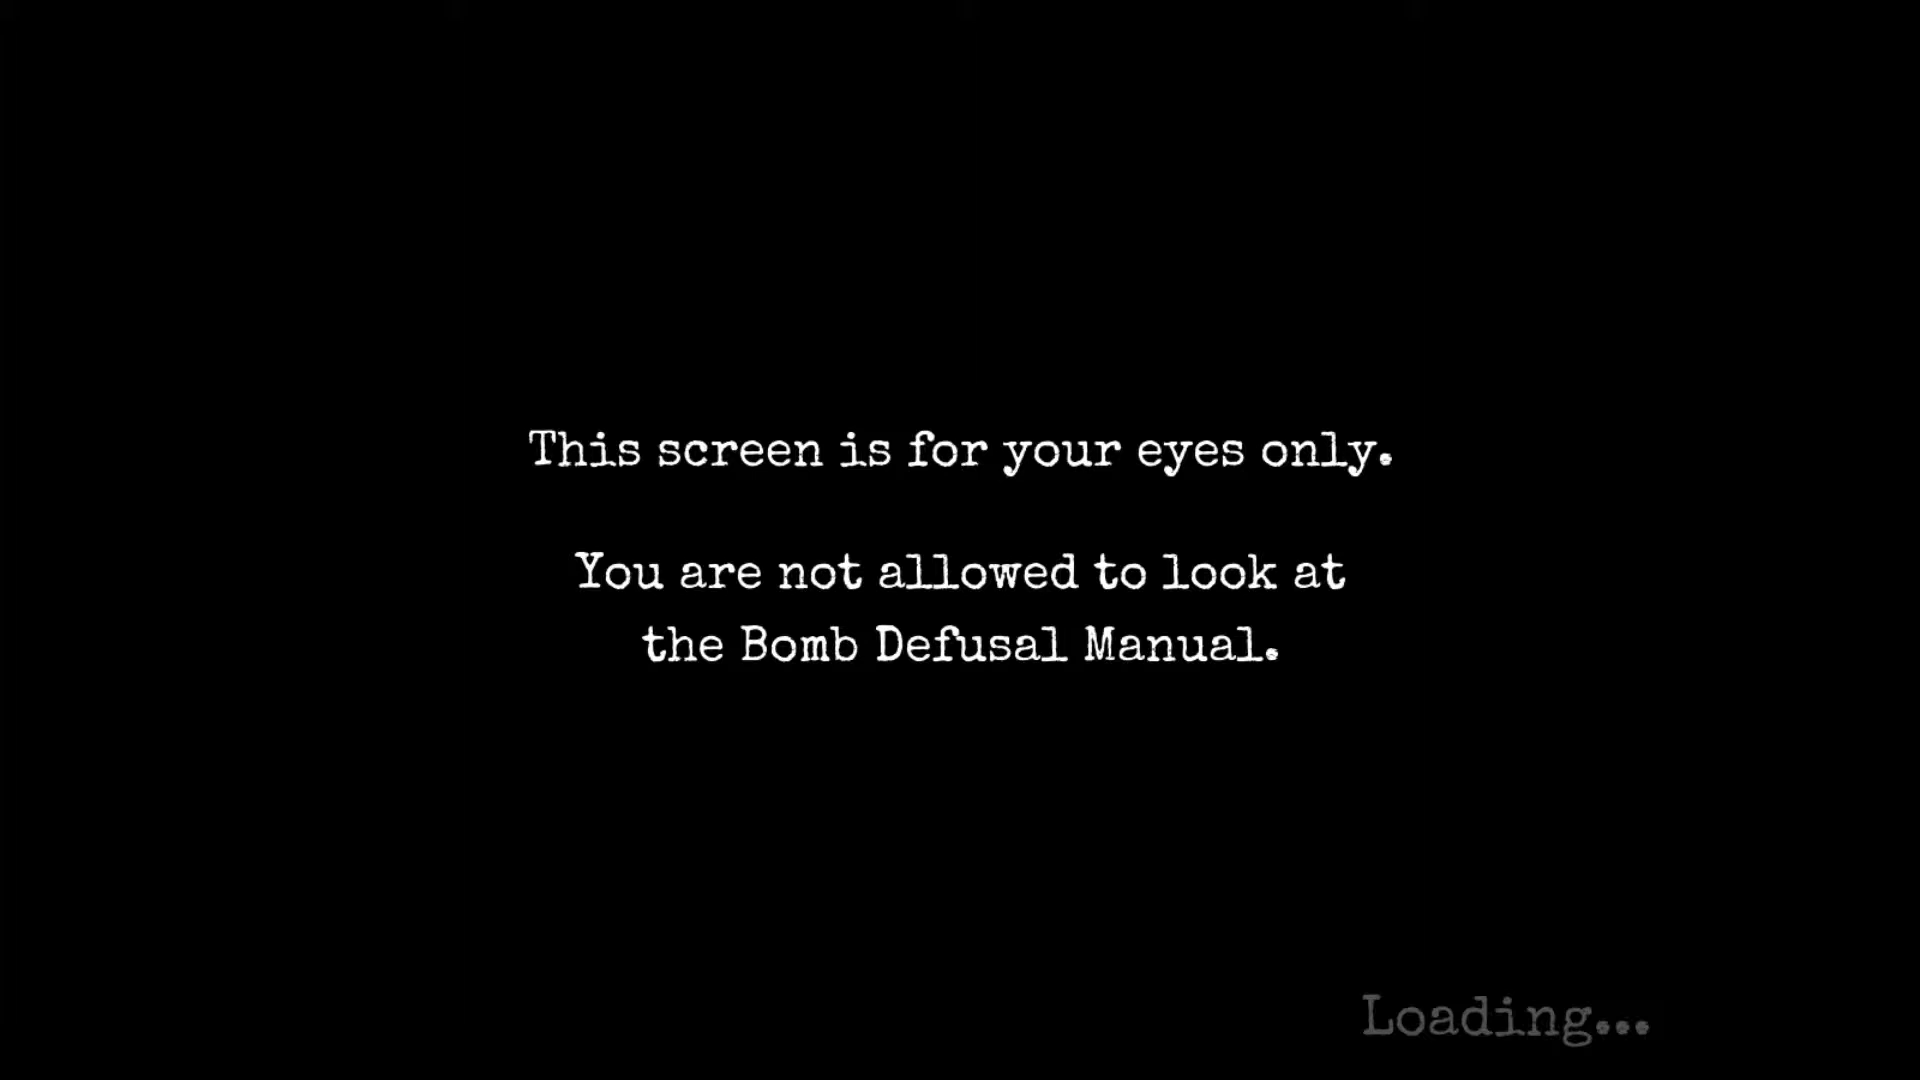 This screen is for your eyes only.
You are not allowed to look at
the Bomb Defusal Manual.
Loading...